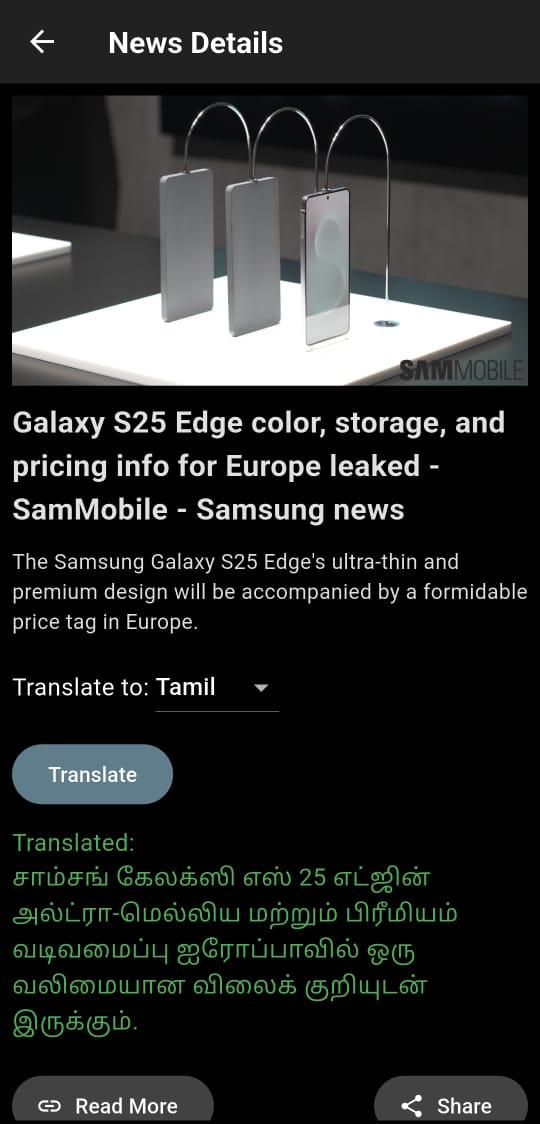 News Details
SAMMOBILE
Galaxy S25 Edge color, storage, and
pricing info for Europe leaked -
SamMobile - Samsung news
The Samsung Galaxy S25 Edge's ultra-thin and
premium design will be accompanied by a formidable
price tag in Europe.
Translate to: Tamil
Translate
Translated:
சாம்சங் கேலக்ஸி எஸ் 25 எட்ஜின்
அல்ட்ரா-மெல்லிய மற்றும் பிரீமியம்
வடிவமைப்பு ஐரோப்பாவில் ஒரு
வலிமையான விலைக் குறியுடன்
இருக்கும்.
Read More
Share